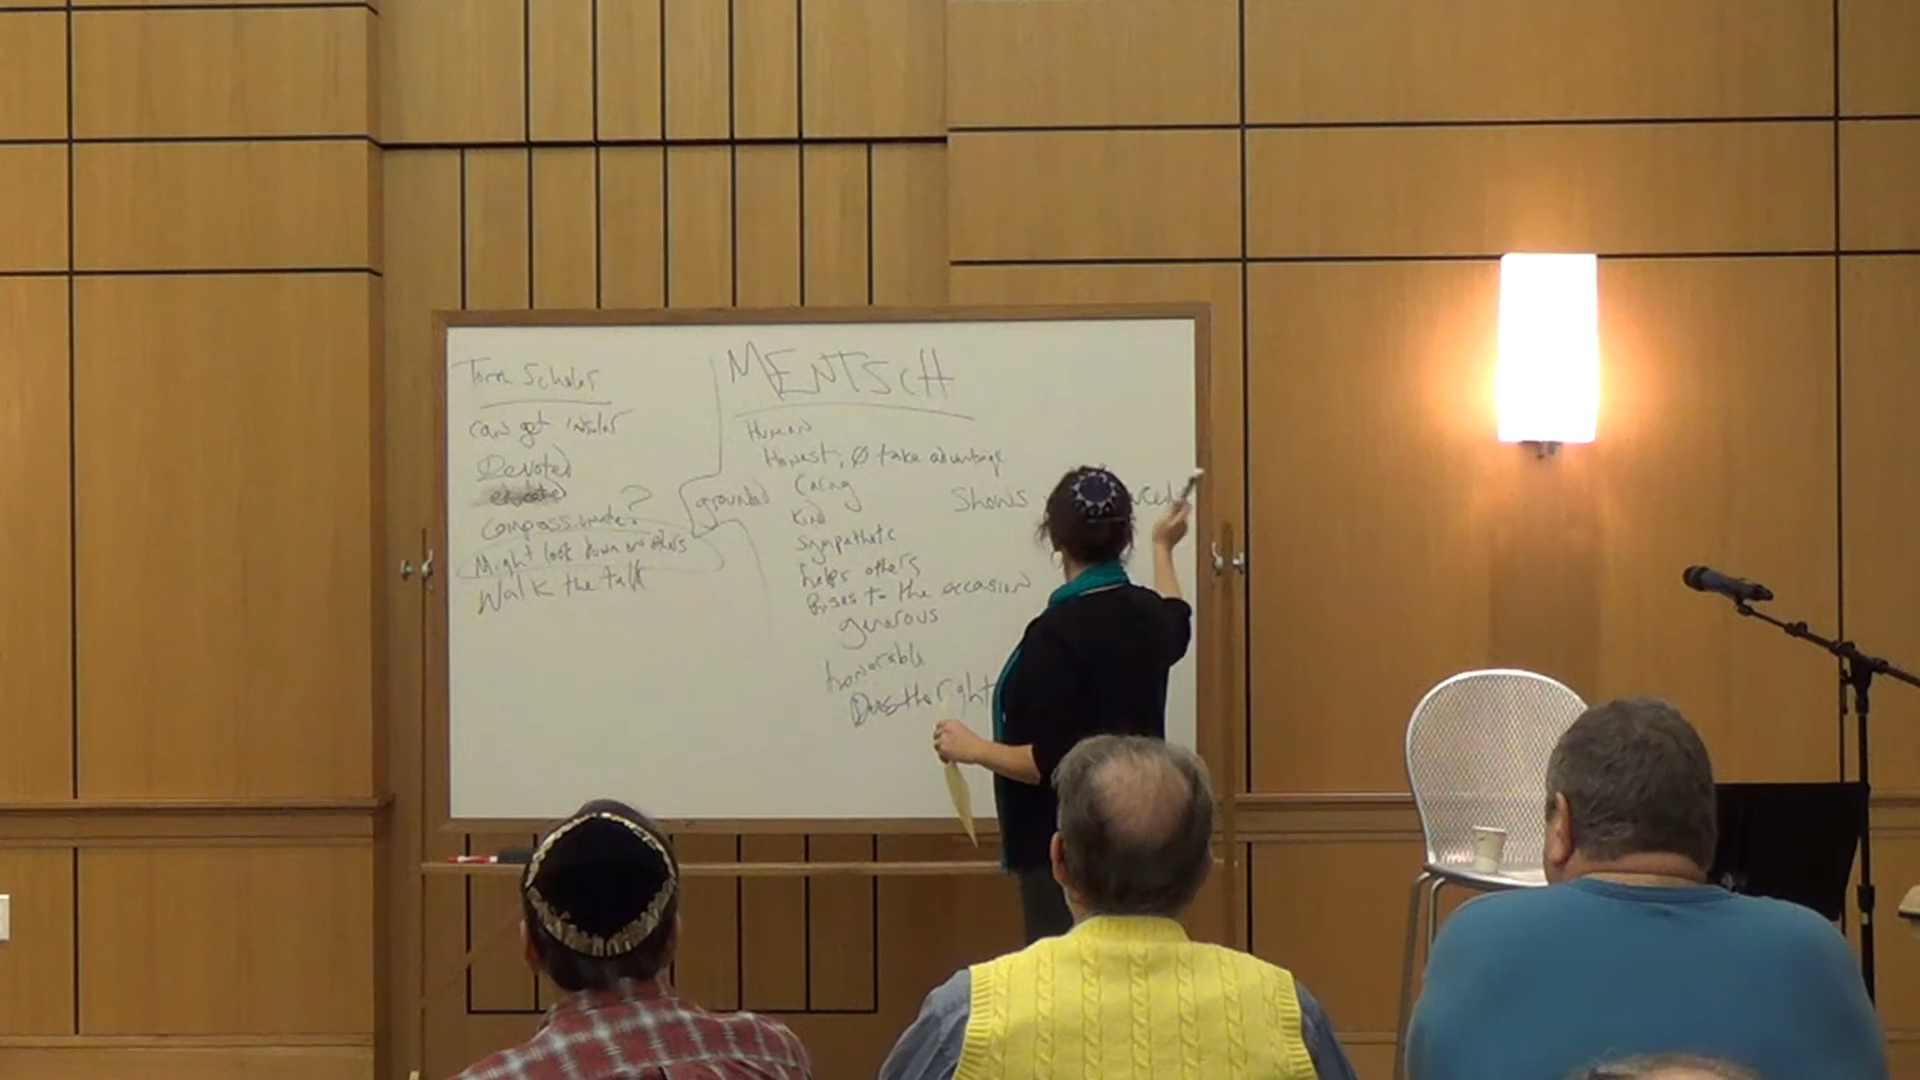 Torah Scholar
can get insular
Devoted
educated
compassionate?
Might look down on others
Walk the talk
MENTSCH
Human
Honest, Ø take advantage
grounded
Caring
Kind
Sympathetic
helps others
Rises to the occasion
generous
honorable
Does the right
Shows